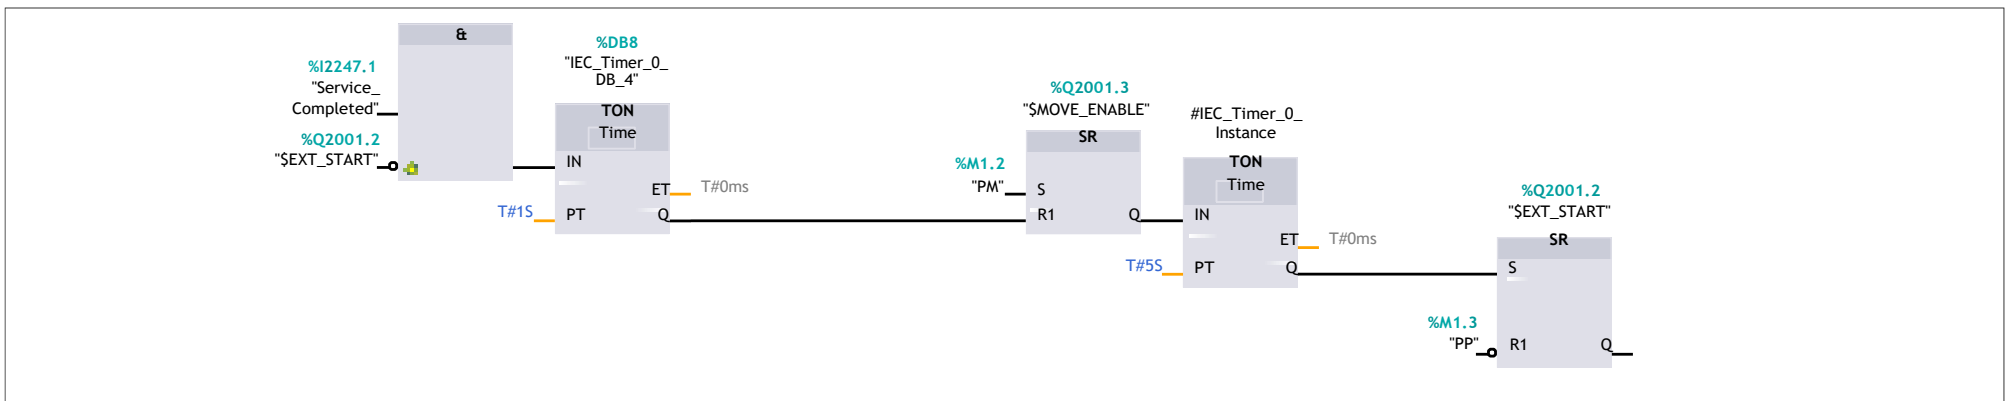 &
%I2247.1
"Service_
Completed"
%Q2001.2
"$EXT_START"
%DB8
"IEC_Timer_0_
DB_4"
TON
Time
IN
ET
T#0ms
T#1S
PT
Q
%Q2001.3
"$MOVE_ENABLE"
SR
%M1.2
"PM"
S
R1
Q
#IEC_Timer_0_
Instance
TON
Time
IN
ET
T#0ms
T#5S
PT
Q
%Q2001.2
"$EXT_START"
SR
S
%M1.3
"PP"
R1
Q